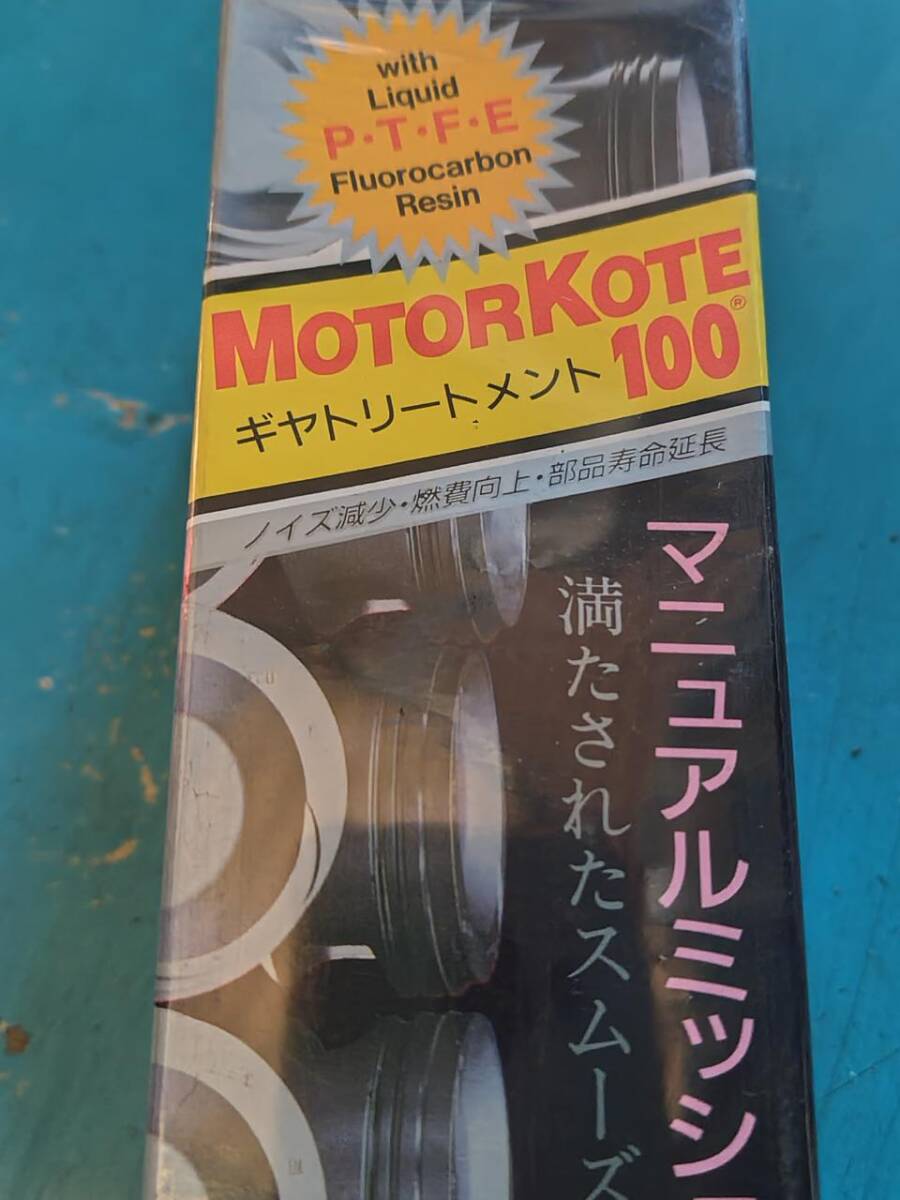 with
Liquid
P·T·F·E
Fluorocarbon
Resin
MOTORKOTE
100®
ギヤトリートメント
ノイズ減少・燃費向上・部品寿命延長
マニュアルミッシ
満たされたスムーズ